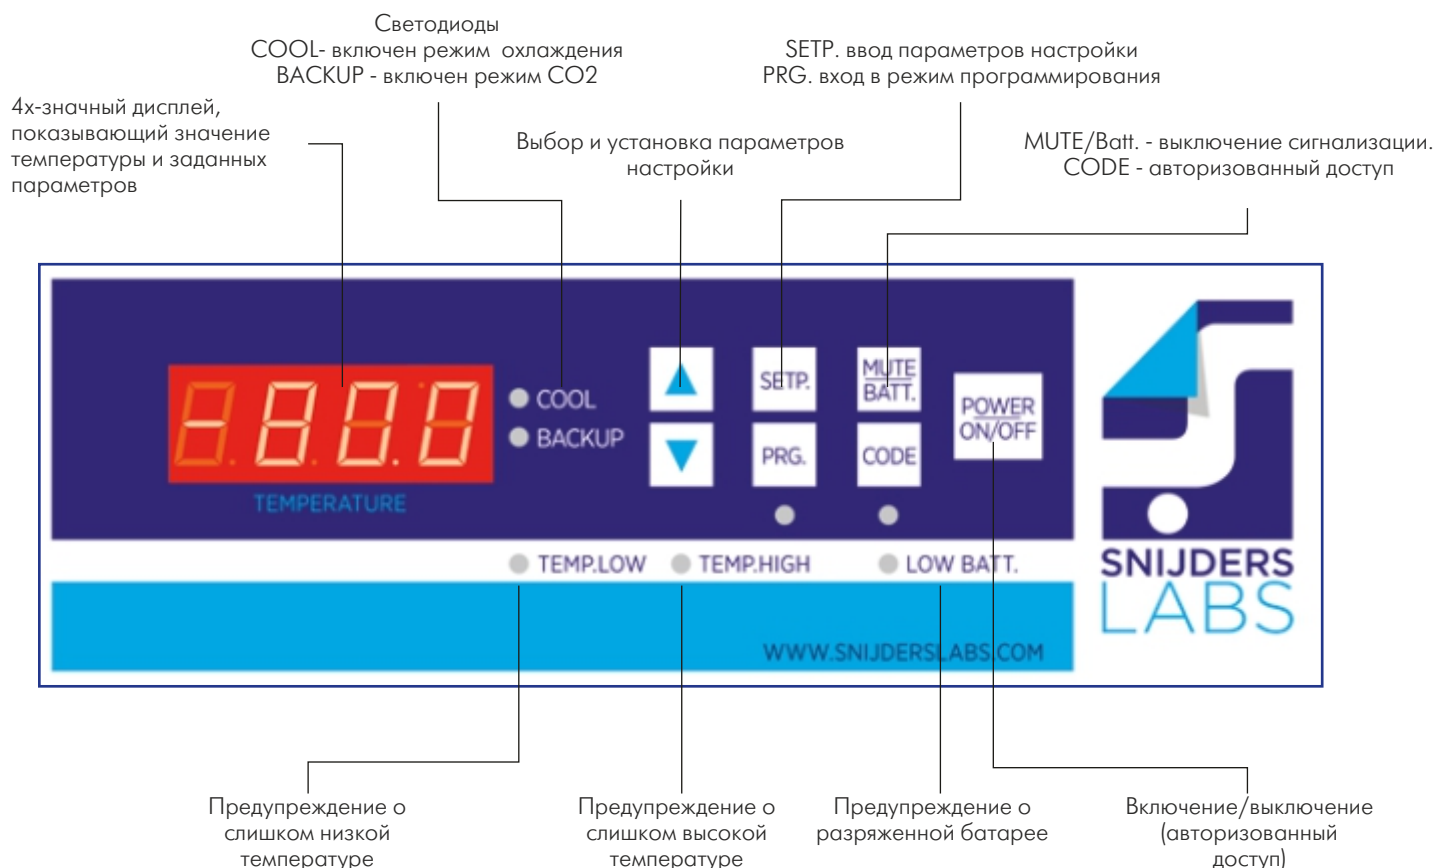 Светодиоды
COOL- включен режим охлаждения
BACKUP - включен режим CO2
SETP. ввод параметров настройки
PRG. вход в режим программирования
4х-значный дисплей,
показывающий значение
температуры и заданных
параметров
Выбор и установка параметров
настройки
MUTE/Batt. - выключение сигнализации.
CODE - авторизованный доступ
-80.0
TEMPERATURE
COOL
BACKUP
▲
▼
SETP.
PRG.
MUTE
BATT.
CODE
POWER
ON/OFF
TEMP.LOW
TEMP.HIGH
LOW BATT.
WWW.SNIJDERSLABS.COM
SNIJDERS
LABS
Предупреждение о
слишком низкой
температуре
Предупреждение о
слишком высокой
температуре
Предупреждение о
разряженной батарее
Включение/выключение
(авторизованный
доступ)